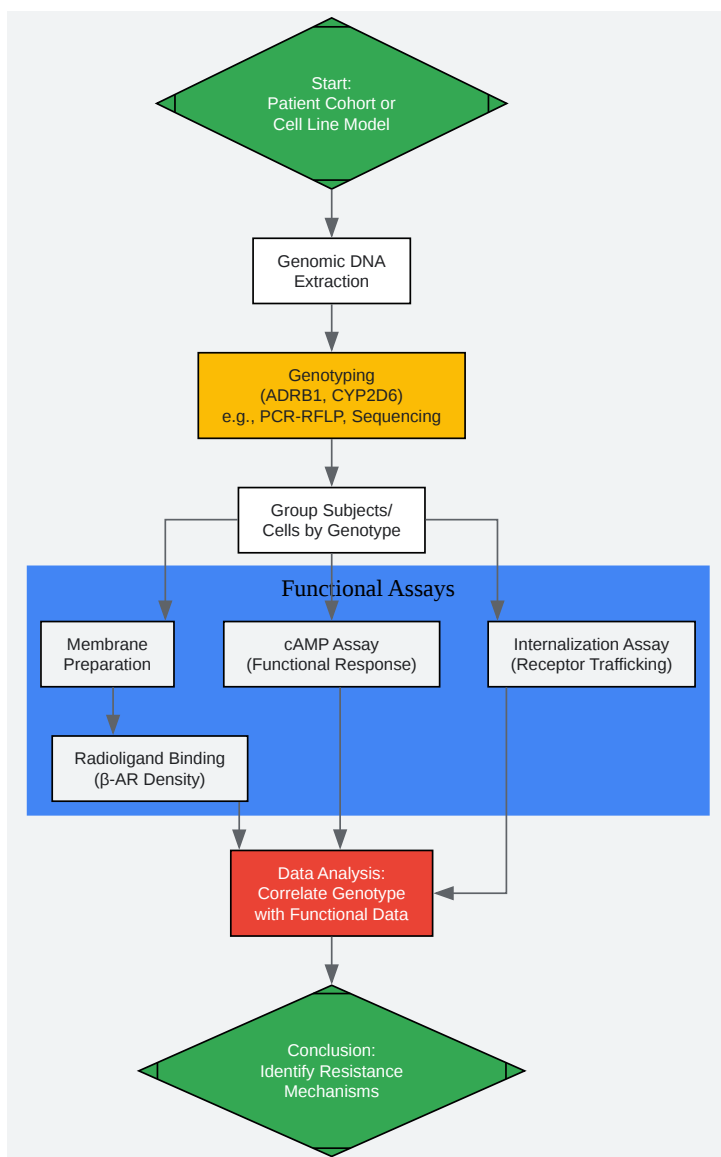 Start:
Patient Cohort or
Cell Line Model
Genomic DNA
Extraction
Genotyping
(ADRB1, CYP2D6)
e.g., PCR-RFLP, Sequencing
Group Subjects/
Cells by Genotype
Functional Assays
Membrane
Preparation
cAMP Assay
(Functional Response)
Internalization Assay
(Receptor Trafficking)
Radioligand Binding
(β-AR Density)
Data Analysis:
Correlate Genotype
with Functional Data
Conclusion:
Identify Resistance
Mechanisms